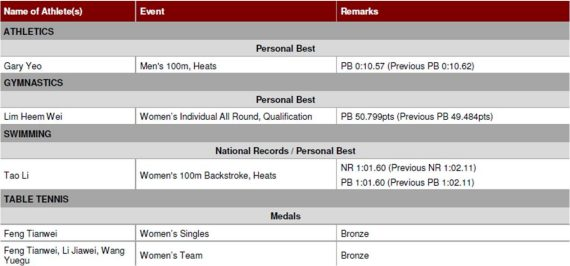 Name of Athlete(s) Event Remarks
ATHLETICS
Personal Best
Gary Yeo Men's 100m, Heats PB 0:10.57 (Previous PB 0:10.62)
GYMNASTICS
Personal Best
Lim Heem Wei Women's Individual All Round, Qualification PB 50.799pts (Previous PB 49.484pts)
SWIMMING
National Records / Personal Best
Tao Li Women's 100m Backstroke, Heats NR 1:01.60 (Previous NR 1:02.11)
PB 1:01.60 (Previous PB 1:02.11)
TABLE TENNIS
Medals
Feng Tianwei Women's Singles Bronze
Feng Tianwei, Li Jiawei, Wang Women's Team Bronze
Yuegu